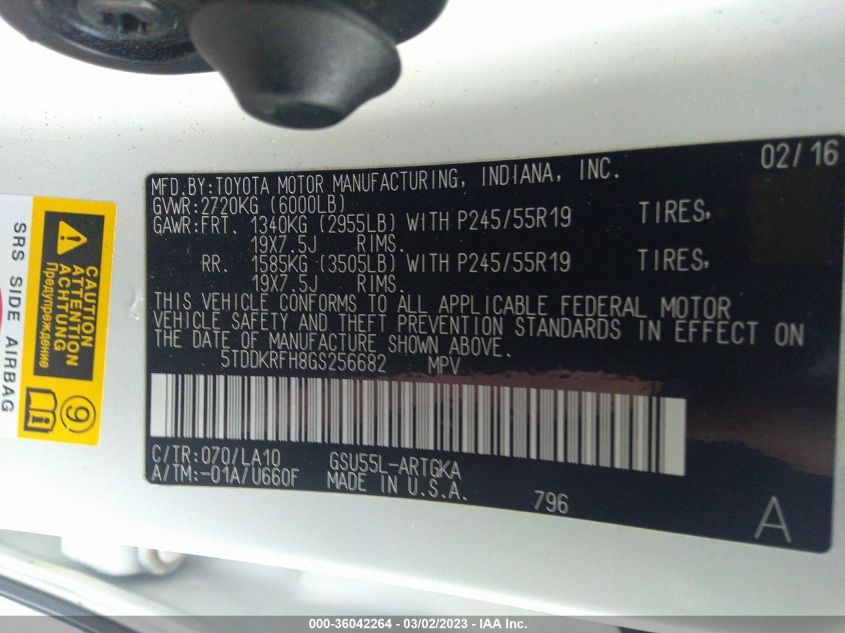 02/16
MFD.BY:TOYOTA MOTOR MANUFACTURING, INDIANA, INC.
GVWR:2720KG (6000LB)
GAWR:FRT. 1340KG (2955LB) WITH P245/55R19 TIRES,
19X7.5J RIMS.
RR. 1585KG (3505LB) WITH P245/55R19 TIRES,
19X7.5J RIMS.
THIS VEHICLE CONFORMS TO ALL APPLICABLE FEDERAL MOTOR
VEHICLE SAFETY AND THEFT PREVENTION STANDARDS IN EFFECT ON
THE DATE OF MANUFACTURE SHOWN ABOVE.
5TDDKRFH8GS256682 MPV
C/TR:070/LA10 GSU55L-ARTGKA
A/TM:-01A/U660F MADE IN U.S.A. 796
A
SRS SIDE AIRBAG
CAUTION
ATTENTION
ACHTUNG
Предупреждение
9
000-36042264 - 03/02/2023 - IAA Inc.